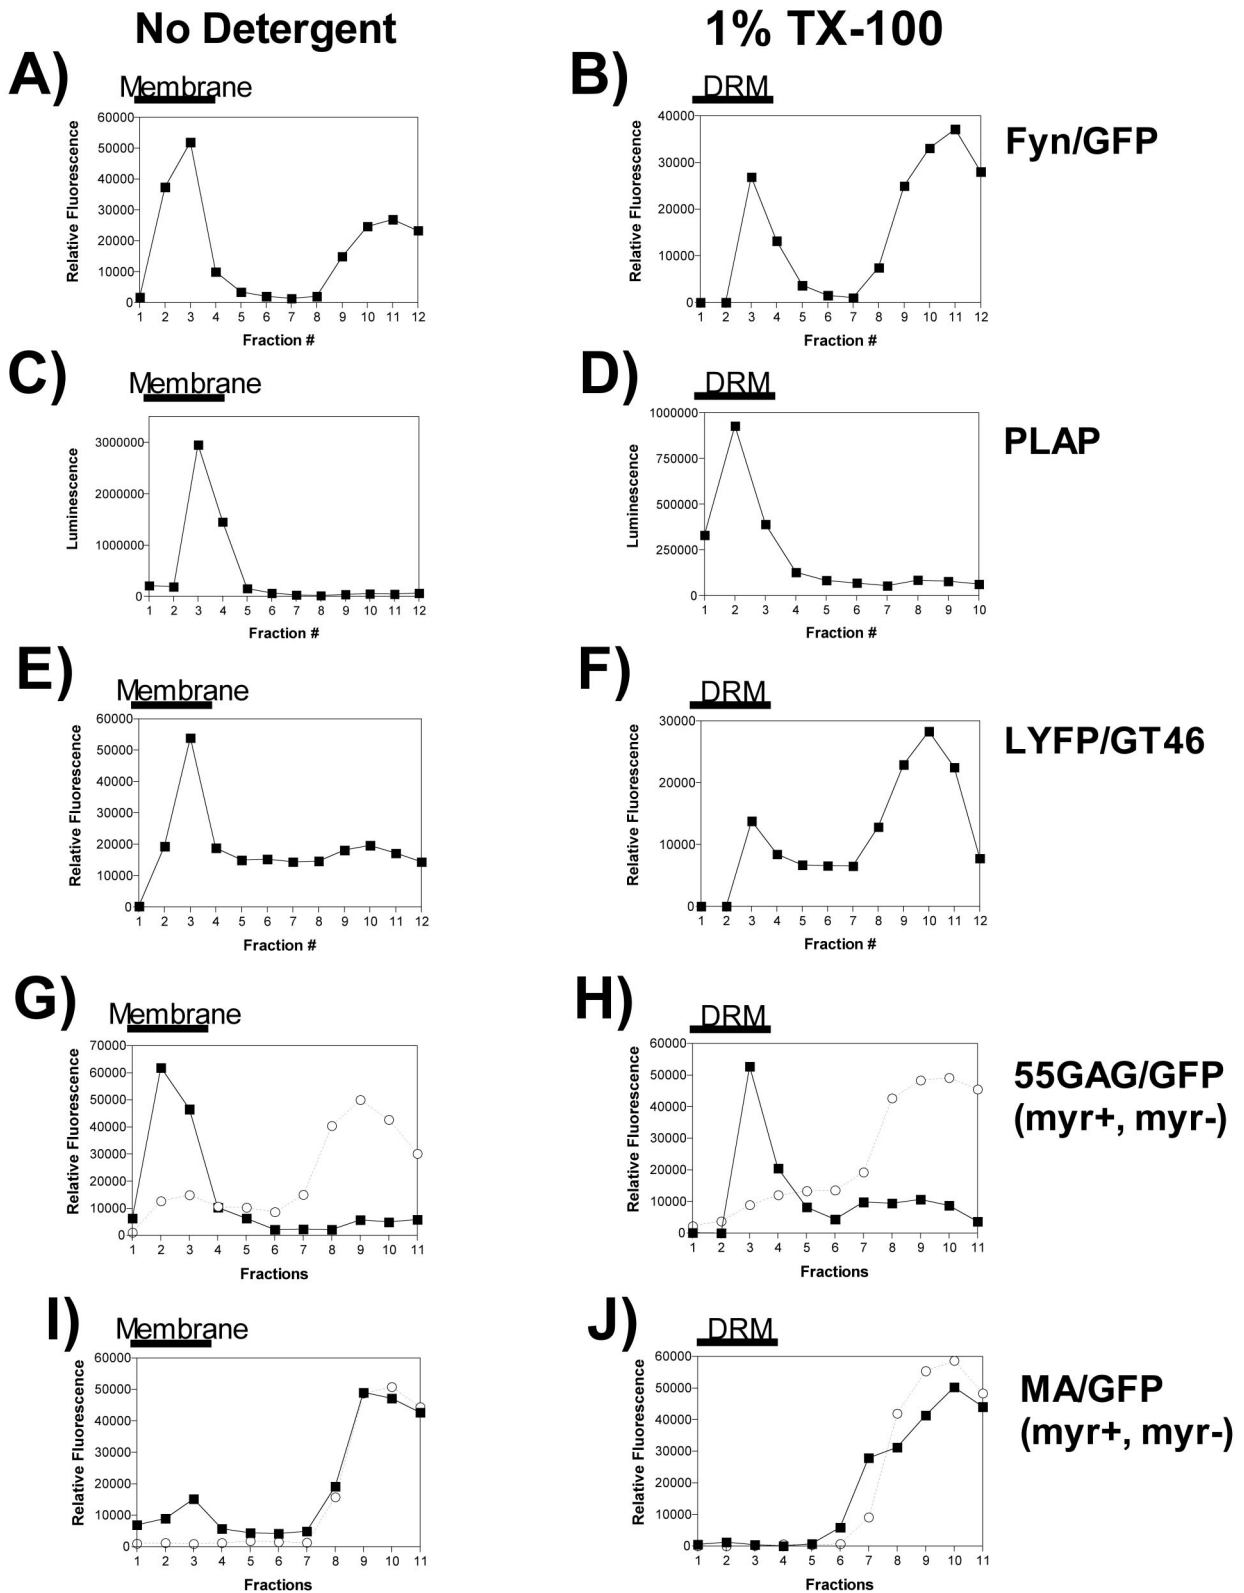 No Detergent
1% TX-100
A)
Membrane
60000
50000
40000
30000
20000
10000
0
Relative Fluorescence
1 2 3 4 5 6 7 8 9 10 11 12
Fraction #
B)
DRM
40000
30000
20000
10000
0
Relative Fluorescence
1 2 3 4 5 6 7 8 9 10 11 12
Fraction #
Fyn/GFP
C)
Membrane
3000000
2000000
1000000
0
Luminescence
1 2 3 4 5 6 7 8 9 10 11 12
Fraction #
D)
DRM
1000000
750000
500000
250000
0
Luminescence
1 2 3 4 5 6 7 8 9 10
Fraction #
PLAP
E)
Membrane
60000
50000
40000
30000
20000
10000
0
Relative Fluorescence
1 2 3 4 5 6 7 8 9 10 11 12
Fraction #
F)
DRM
30000
20000
10000
0
Relative Fluorescence
1 2 3 4 5 6 7 8 9 10 11 12
Fraction #
LYFP/GT46
G)
Membrane
70000
60000
50000
40000
30000
20000
10000
0
Relative Fluorescence
1 2 3 4 5 6 7 8 9 10 11
Fractions
H)
DRM
60000
50000
40000
30000
20000
10000
0
Relative Fluorescence
1 2 3 4 5 6 7 8 9 10 11
Fractions
55GAG/GFP
(myr+, myr-)
I)
Membrane
60000
50000
40000
30000
20000
10000
0
Relative Fluorescence
1 2 3 4 5 6 7 8 9 10 11
Fractions
J)
DRM
60000
50000
40000
30000
20000
10000
0
Relative Fluorescence
1 2 3 4 5 6 7 8 9 10 11
Fractions
MA/GFP
(myr+, myr-)